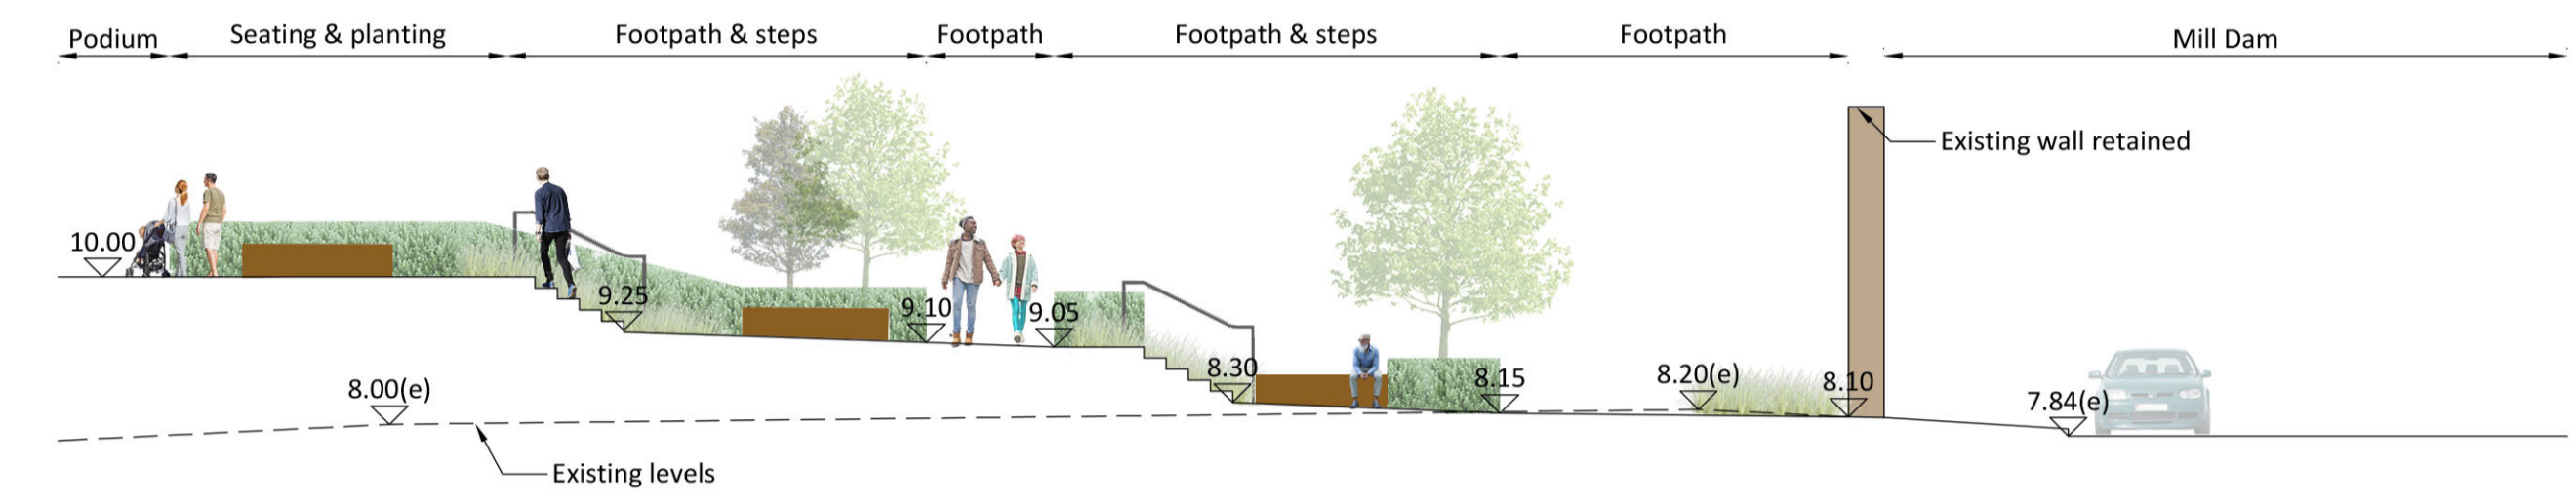 Podium
Seating & planting
Footpath & steps
Footpath
Footpath & steps
Footpath
Mill Dam
Existing wall retained
10.00
9.25
9.10
9.05
8.30
8.15
8.20(e)
8.10
7.84(e)
8.00(e)
Existing levels